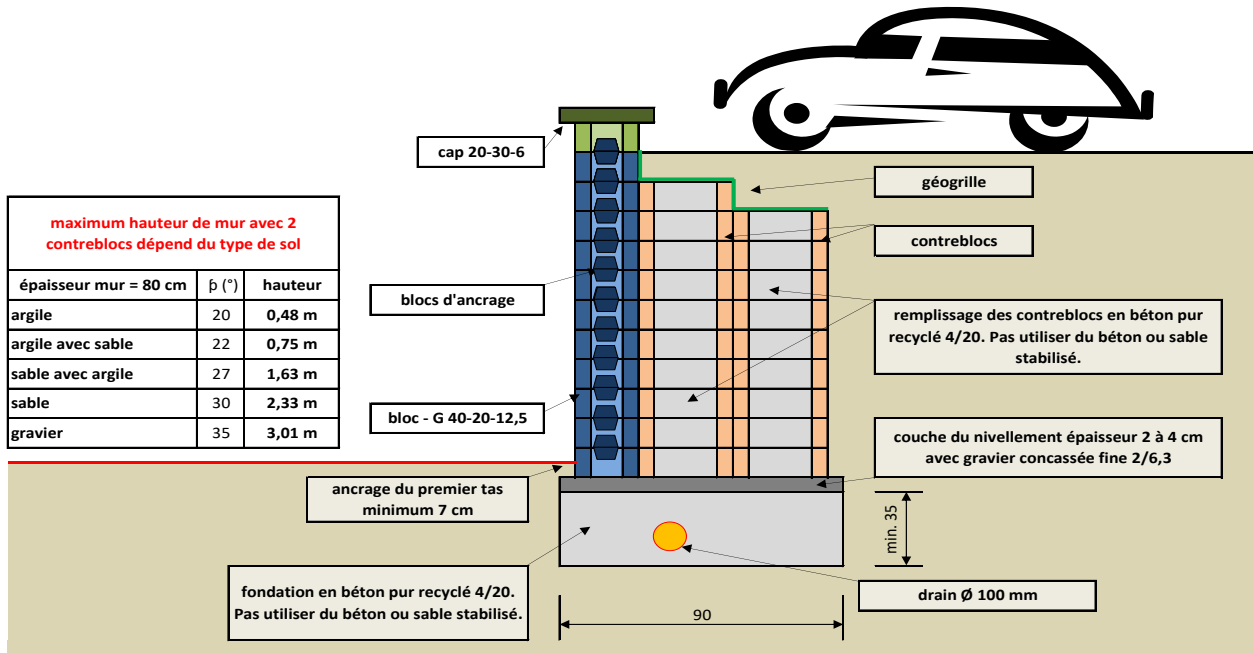 cap 20-30-6
géogrille
maximum hauteur de mur avec 2
contreblocs dépend du type de sol
épaisseur mur = 80 cm ϸ (°) hauteur
argile 20 0,48 m
argile avec sable 22 0,75 m
sable avec argile 27 1,63 m
sable 30 2,33 m
gravier 35 3,01 m
contreblocs
blocs d'ancrage
remplissage des contreblocs en béton pur
recyclé 4/20. Pas utiliser du béton ou sable
stabilisé.
bloc - G 40-20-12,5
couche du nivellement épaisseur 2 à 4 cm
avec gravier concassée fine 2/6,3
ancrage du premier tas
minimum 7 cm
min. 35
fondation en béton pur recyclé 4/20.
Pas utiliser du béton ou sable stabilisé.
drain Ø 100 mm
90